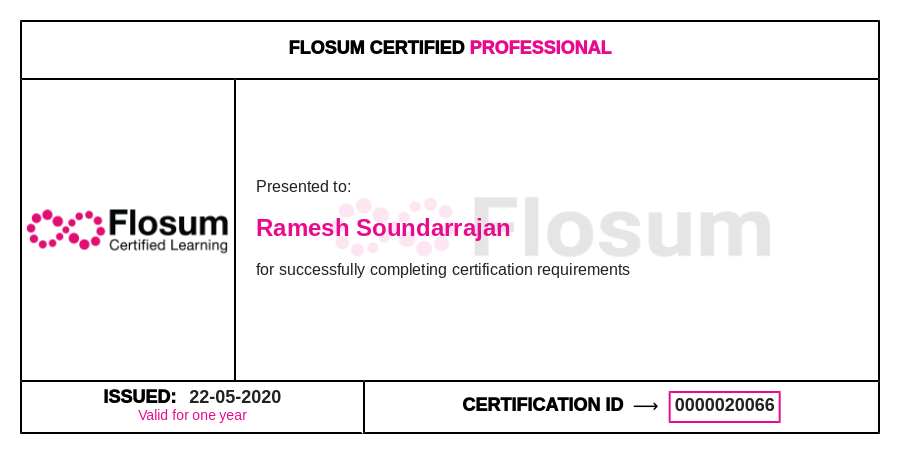 FLOSUM CERTIFIED PROFESSIONAL
Flosum
Certified Learning
Presented to:
Flosum
Ramesh Soundarrajan
for successfully completing certification requirements
ISSUED: 22-05-2020
Valid for one year
CERTIFICATION ID ⟶ 0000020066